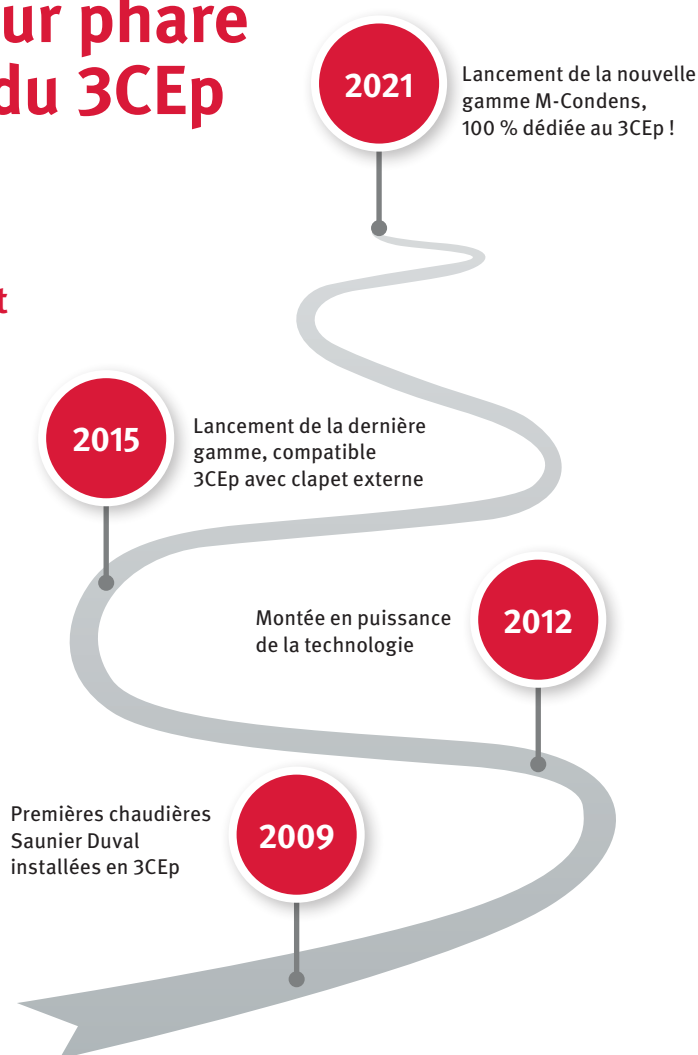 ur phare
du 3CEp
t
2021
Lancement de la nouvelle
gamme M-Condens,
100 % dédiée au 3CEp !
2015
Lancement de la dernière
gamme, compatible
3CEp avec clapet externe
Montée en puissance
de la technologie
2012
Premières chaudières
Saunier Duval
installées en 3CEp
2009